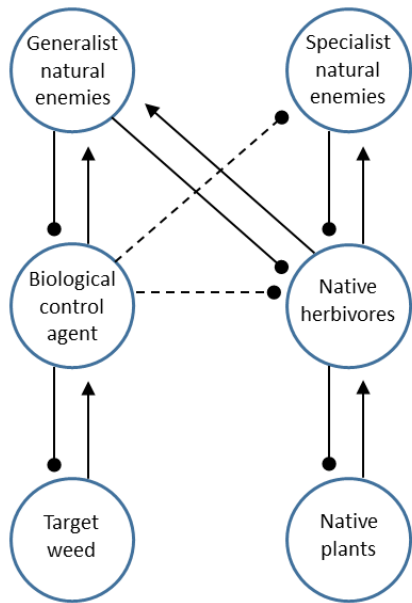 Generalist
natural
enemies
Specialist
natural
enemies
Biological
control
agent
Native
herbivores
Target
weed
Native
plants